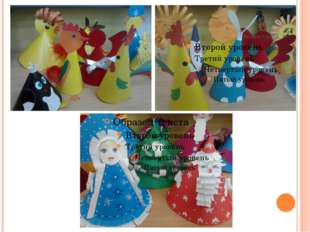 Второй уровень
Третий уровень
Четвертый уровень
Пятый уровень
Образец текста
Второй уровень
Третий уровень
Четвертый уровень
Пятый уровень